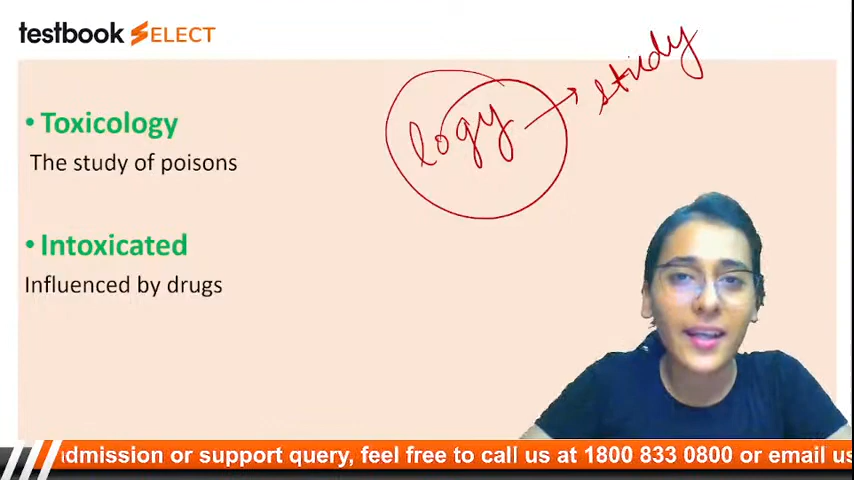 testbook SELECT
• Toxicology
The study of poisons
logy → study
• Intoxicated
Influenced by drugs
admission or support query, feel free to call us at 1800 833 0800 or email us